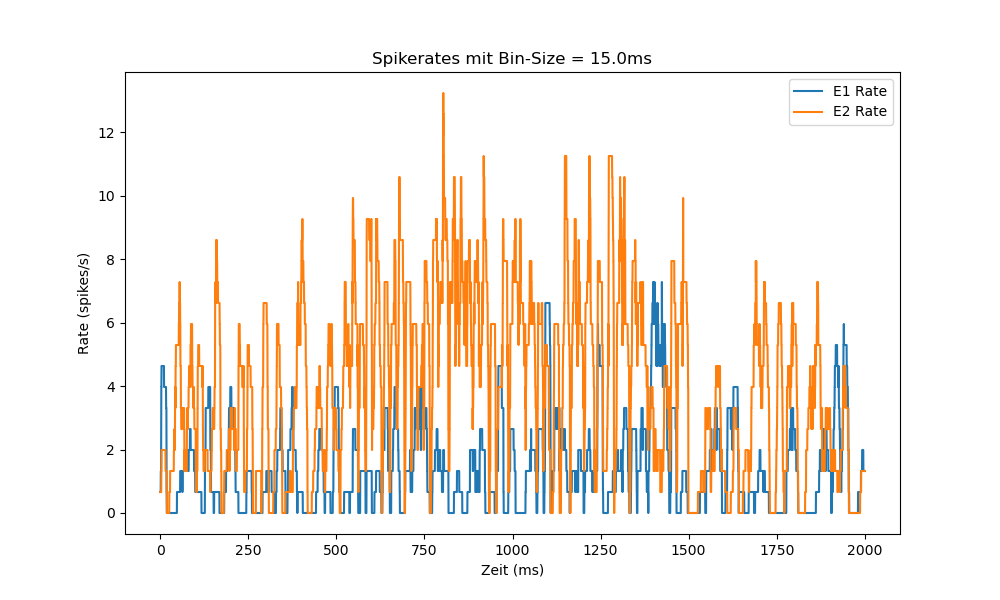 Spikerates mit Bin-Size = 15.0ms
E1 Rate
E2 Rate
Rate (spikes/s)
12
10
8
6
4
2
0
0 250 500 750 1000 1250 1500 1750 2000
Zeit (ms)